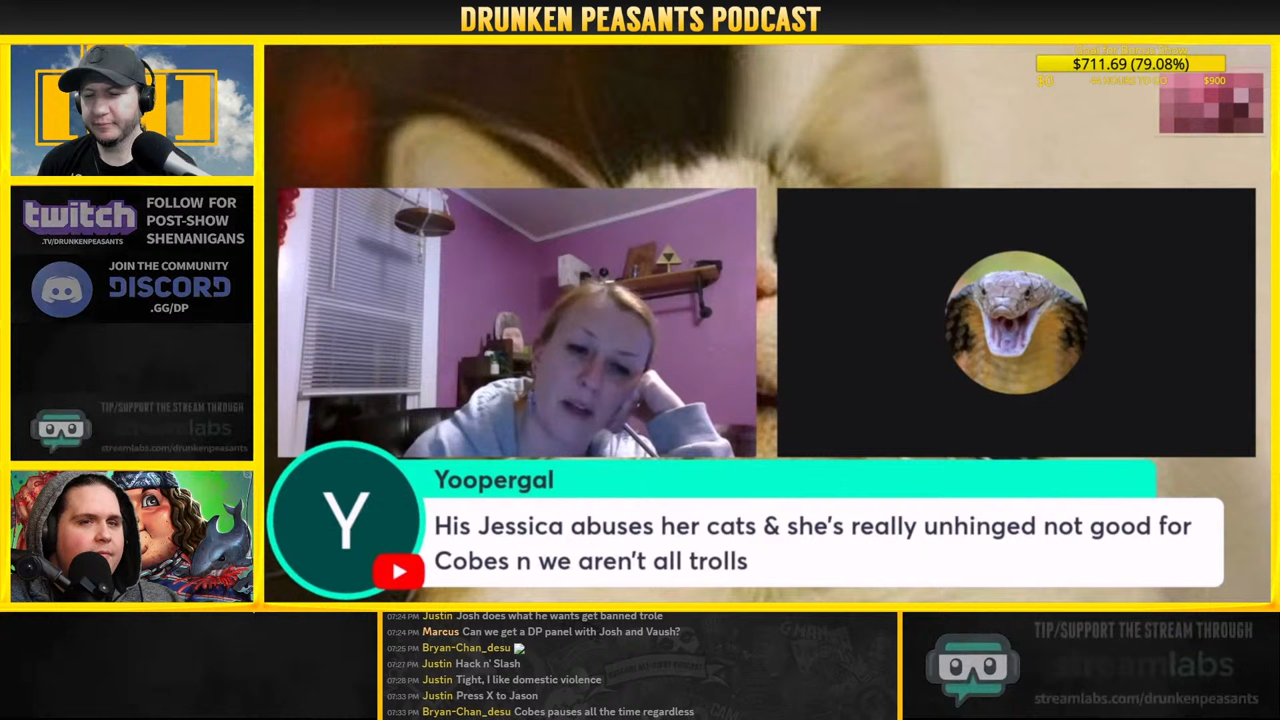 DRUNKEN PEASANTS PODCAST
$711.69 (79.08%)
$900
twitch
.TV/DRUNKENPEASANTS
FOLLOW FOR
POST-SHOW
SHENANIGANS
JOIN THE COMMUNITY
DISCORD
.GG/DP
TIP/SUPPORT THE STREAM THROUGH
streamlabs
streamlabs.com/drunkenpeasants
Y
Yoopergal
His Jessica abuses her cats & she's really unhinged not good for
Cobes n we aren't all trolls
07:24 PM Justin Josh does what he wants get banned trole
07:24 PM Marcus Can we get a DP panel with Josh and Vaush?
07:25 PM Bryan-Chan_desu
07:27 PM Justin Hack n' Slash
07:28 PM Justin Tight, I like domestic violence
07:33 PM Justin Press X to Jason
07:33 PM Bryan-Chan_desu Cobes pauses all the time regardless
TIP/SUPPORT THE STREAM THROUGH
streamlabs
streamlabs.com/drunkenpeasants